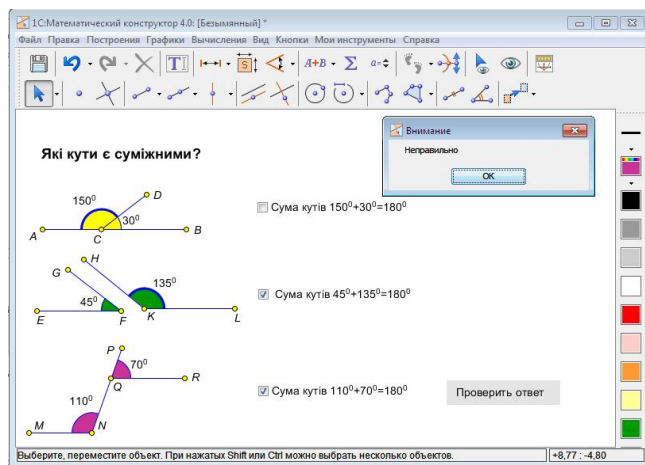 1С:Математический конструктор 4.0: [Безымянный] *
Файл Правка Построения Графики Вычисления Вид Кнопки Мои инструменты Справка
T S A+B Σ a=
Які кути є суміжними?
Внимание
Неправильно
OK
150⁰ D
30⁰
A C B
Сума кутів 150⁰+30⁰=180⁰
H
G
135⁰
45⁰
E F K L
Сума кутів 45⁰+135⁰=180⁰
P
70⁰
Q R
110⁰
M N
Сума кутів 110⁰+70⁰=180⁰
Проверить ответ
Выберите, переместите объект. При нажатых Shift или Ctrl можно выбрать несколько объектов. +8,77 : -4,80